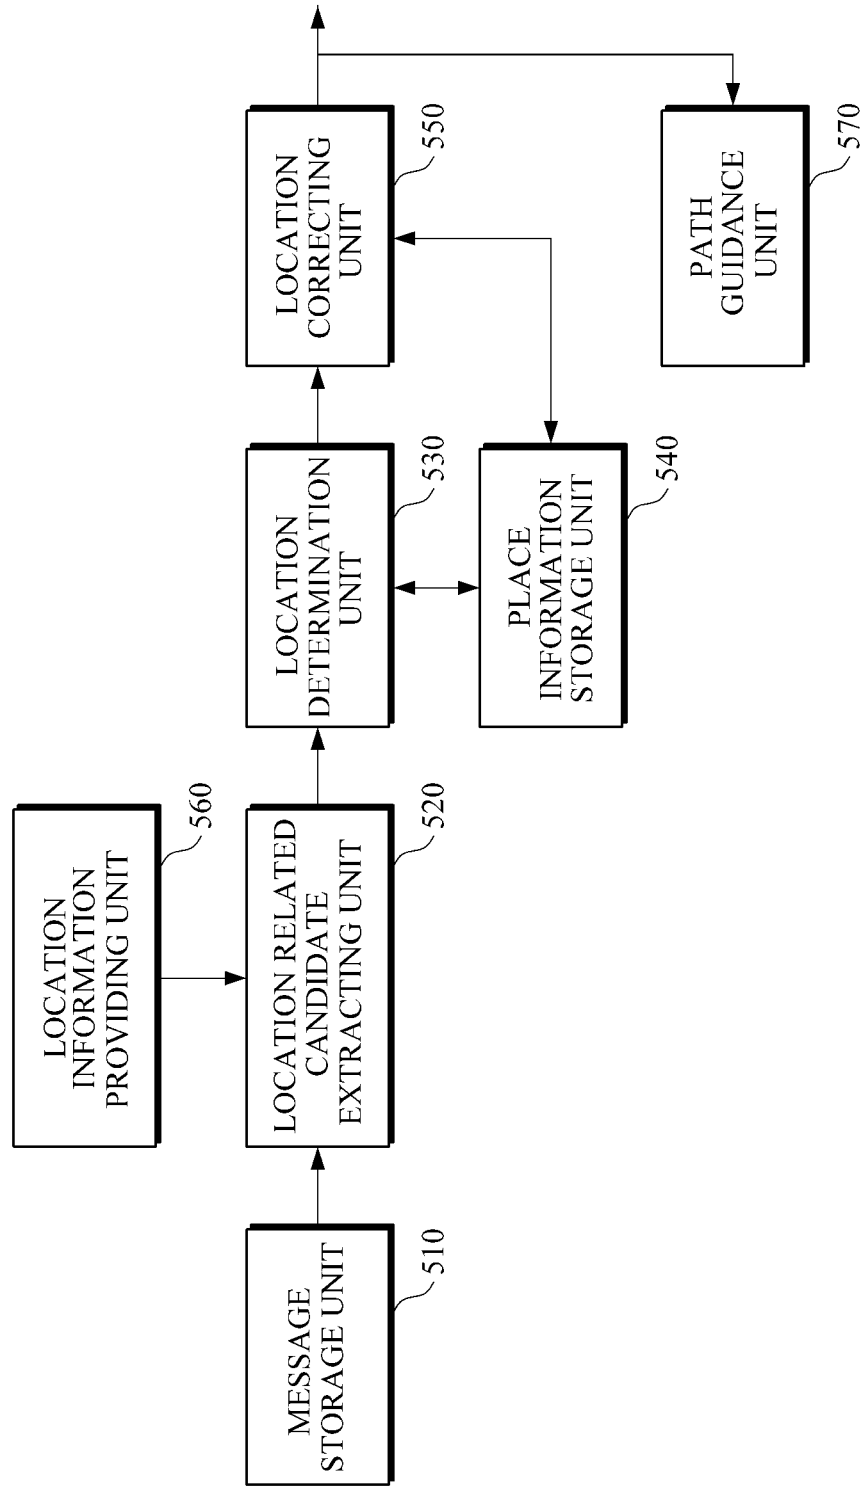 LOCATION
INFORMATION
PROVIDING UNIT
560
MESSAGE
STORAGE UNIT
510
LOCATION RELATED
CANDIDATE
EXTRACTING UNIT
520
LOCATION
DETERMINATION
UNIT
530
LOCATION
CORRECTING
UNIT
550
PLACE
INFORMATION
STORAGE UNIT
540
PATH
GUIDANCE
UNIT
570